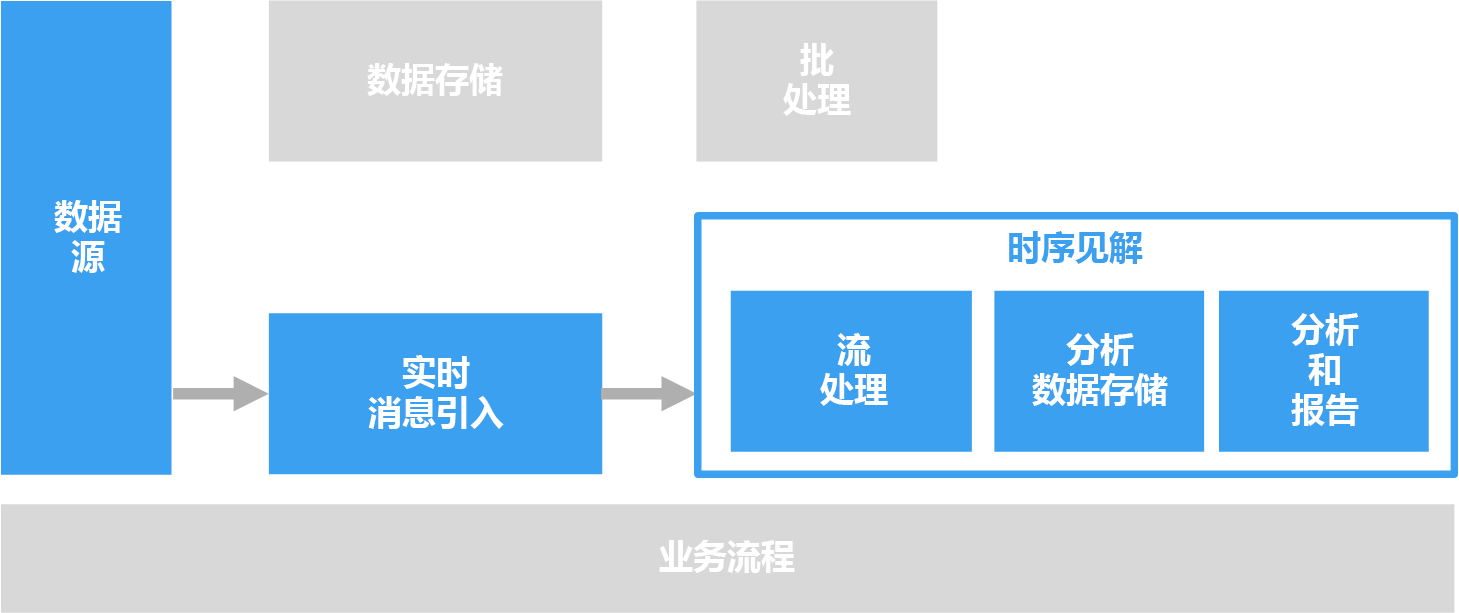 数据
源
数据存储
批
处理
实时
消息引入
时序见解
流
处理
分析
数据存储
分析
和
报告
业务流程